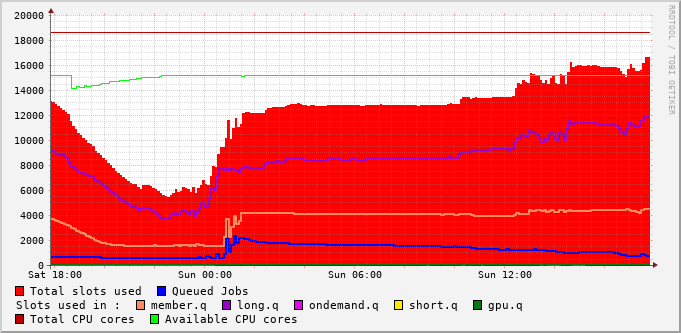 RRDTOOL / TOBI OETIKER
20000
18000
16000
14000
12000
10000
8000
6000
4000
2000
0
Sat 18:00 Sun 00:00 Sun 06:00 Sun 12:00
Total slots used Queued Jobs
Slots used in : member.q long.q ondemand.q short.q gpu.q
Total CPU cores Available CPU cores